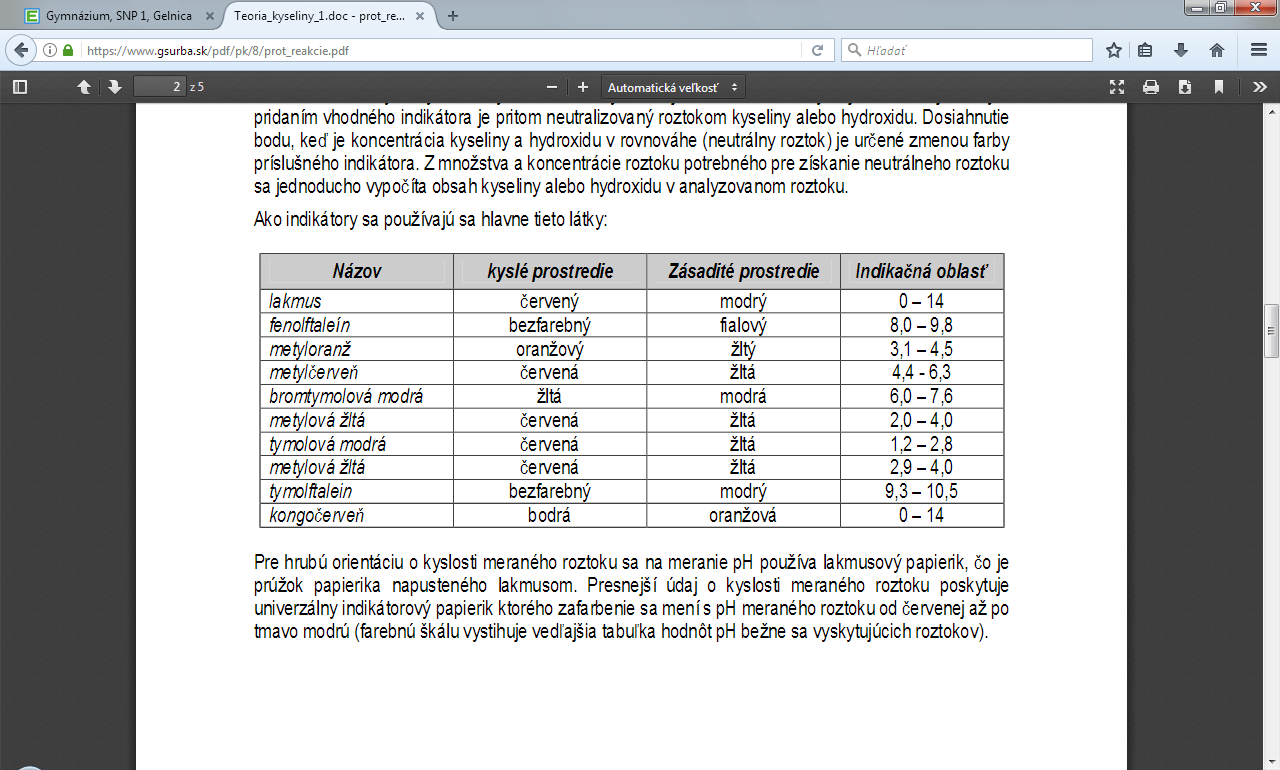 Gymnázium, SNP 1, Gelnica
Teoria_kyseliny_1.doc - prot_re...
https://www.gsurba.sk/pdf/pk/8/prot_reakcie.pdf
Hľadať
2 z 5
Automatická veľkosť
pridaním vhodného indikátora je pritom neutralizovaný roztokom kyseliny alebo hydroxidu. Dosiahnutie
bodu, keď je koncentrácia kyseliny a hydroxidu v rovnováhe (neutrálny roztok) je určené zmenou farby
príslušného indikátora. Z množstva a koncentrácie roztoku potrebného pre získanie neutrálneho roztoku
sa jednoducho vypočíta obsah kyseliny alebo hydroxidu v analyzovanom roztoku.
Ako indikátory sa používajú sa hlavne tieto látky:
Názov kyslé prostredie Zásadité prostredie Indikačná oblasť
lakmus červený modrý 0 – 14
fenolftaleín bezfarebný fialový 8,0 – 9,8
metyloranž oranžový žltý 3,1 – 4,5
metylčerveň červená žltá 4,4 - 6,3
bromtymolová modrá žltá modrá 6,0 – 7,6
metylová žltá červená žltá 2,0 – 4,0
tymolová modrá červená žltá 1,2 – 2,8
metylová žltá červená žltá 2,9 – 4,0
tymolftalein bezfarebný modrý 9,3 – 10,5
kongočerveň bodrá oranžová 0 – 14
Pre hrubú orientáciu o kyslosti meraného roztoku sa na meranie pH používa lakmusový papierik, čo je
prúžok papierika napusteného lakmusom. Presnejší údaj o kyslosti meraného roztoku poskytuje
univerzálny indikátorový papierik ktorého zafarbenie sa mení s pH meraného roztoku od červenej až po
tmavo modrú (farebnú škálu vystihuje vedľajšia tabuľka hodnôt pH bežne sa vyskytujúcich roztokov).